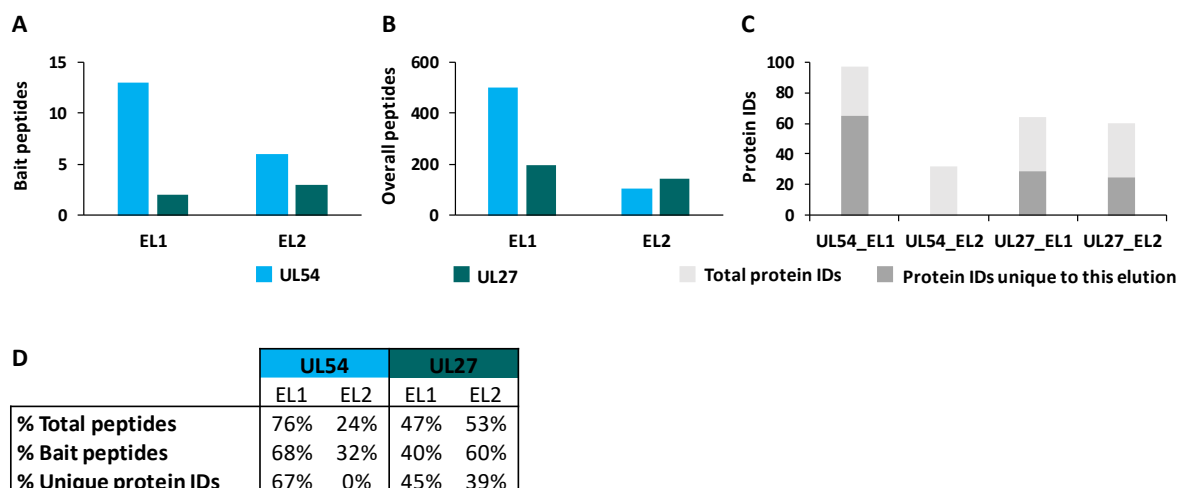 A
B
C
15
10
5
0
Bait peptides
EL1 EL2
600
400
200
0
Overall peptides
EL1 EL2
100
80
60
40
20
0
Protein IDs
UL54_EL1 UL54_EL2 UL27_EL1 UL27_EL2
UL54 UL27
Total protein IDs Protein IDs unique to this elution
D
UL54 UL27
EL1 EL2 EL1 EL2
% Total peptides 76% 24% 47% 53%
% Bait peptides 68% 32% 40% 60%
% Unique protein IDs 67% 0% 45% 39%